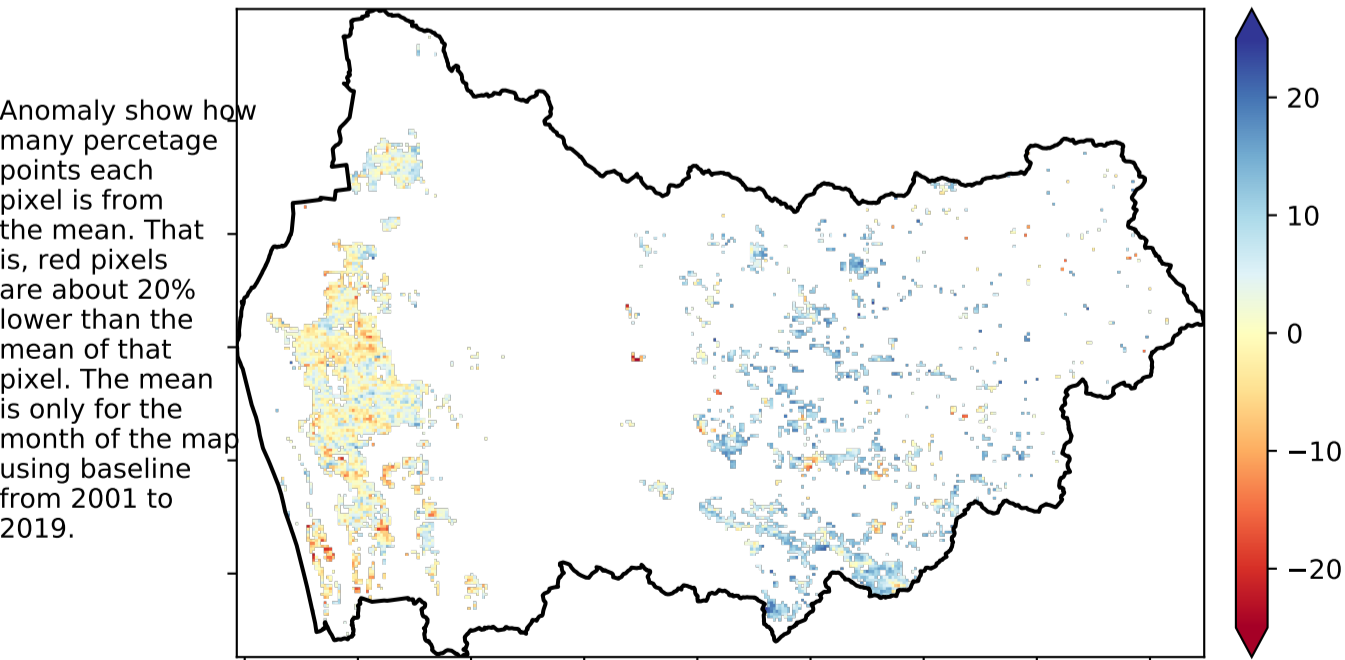 Anomaly show how
many percetage
points each
pixel is from
the mean. That
is, red pixels
are about 20%
lower than the
mean of that
pixel. The mean
is only for the
month of the map
using baseline
from 2001 to
2019.
20
10
0
−10
−20